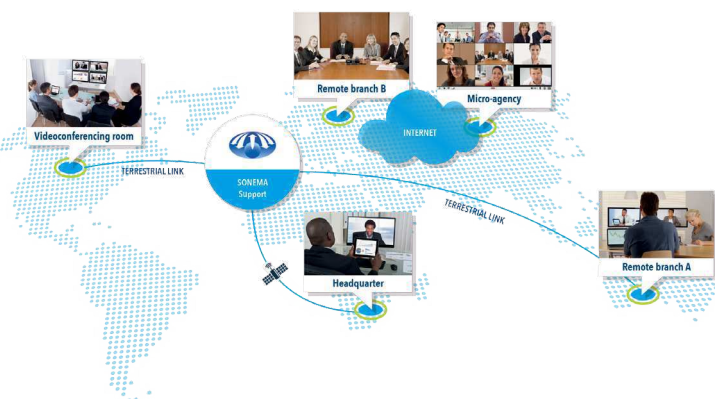 Remote branch B
Micro-agency
Videoconferencing room
INTERNET
TERRESTRIAL LINK
SONEMA
Support
TERRESTRIAL LINK
Remote branch A
Headquarter